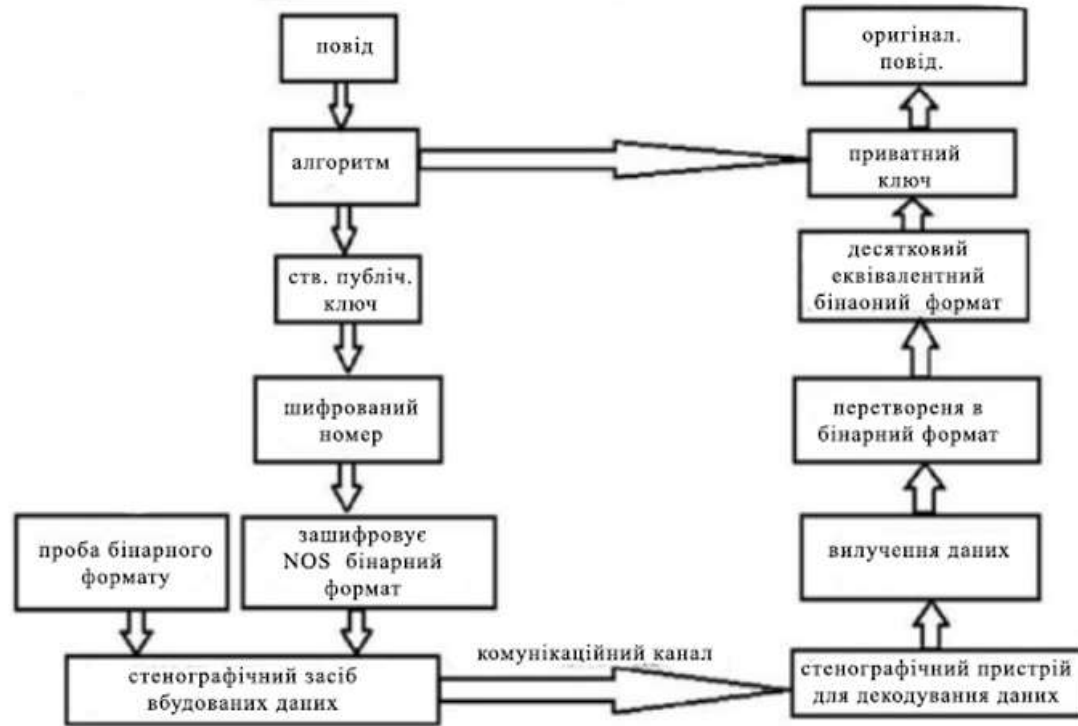 повід
алгоритм
ств. публіч.
ключ
шифрований
номер
проба бінарного
формату
зашифровує
NOS бінарний
формат
стенографічний засіб
вбудованих даних
комунікаційний канал
оригінал.
повід.
приватний
ключ
десятковий
еквівалентний
бінаоний формат
перетвореня в
бінарний формат
вилучення даних
стенографічний пристрій
для декодування даних